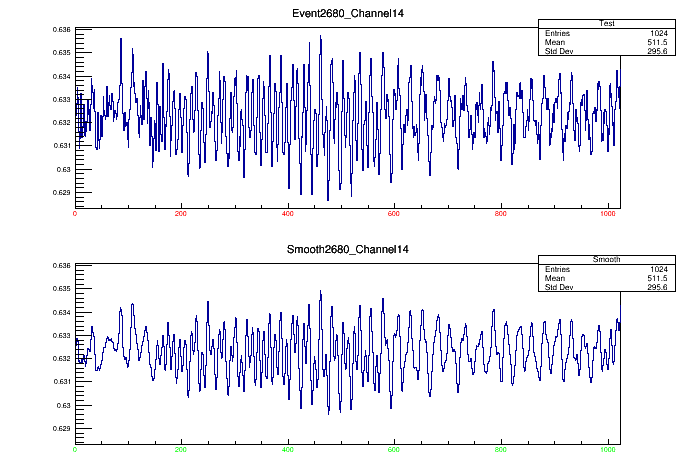 Event2680_Channel14
Test
Entries 1024
Mean 511.5
Std Dev 295.6
0.636
0.635
0.634
0.633
0.632
0.631
0.63
0.629
0 200 400 600 800 1000
Smooth2680_Channel14
Smooth
Entries 1024
Mean 511.5
Std Dev 295.6
0.636
0.635
0.634
0.633
0.632
0.631
0.63
0.629
0 200 400 600 800 1000